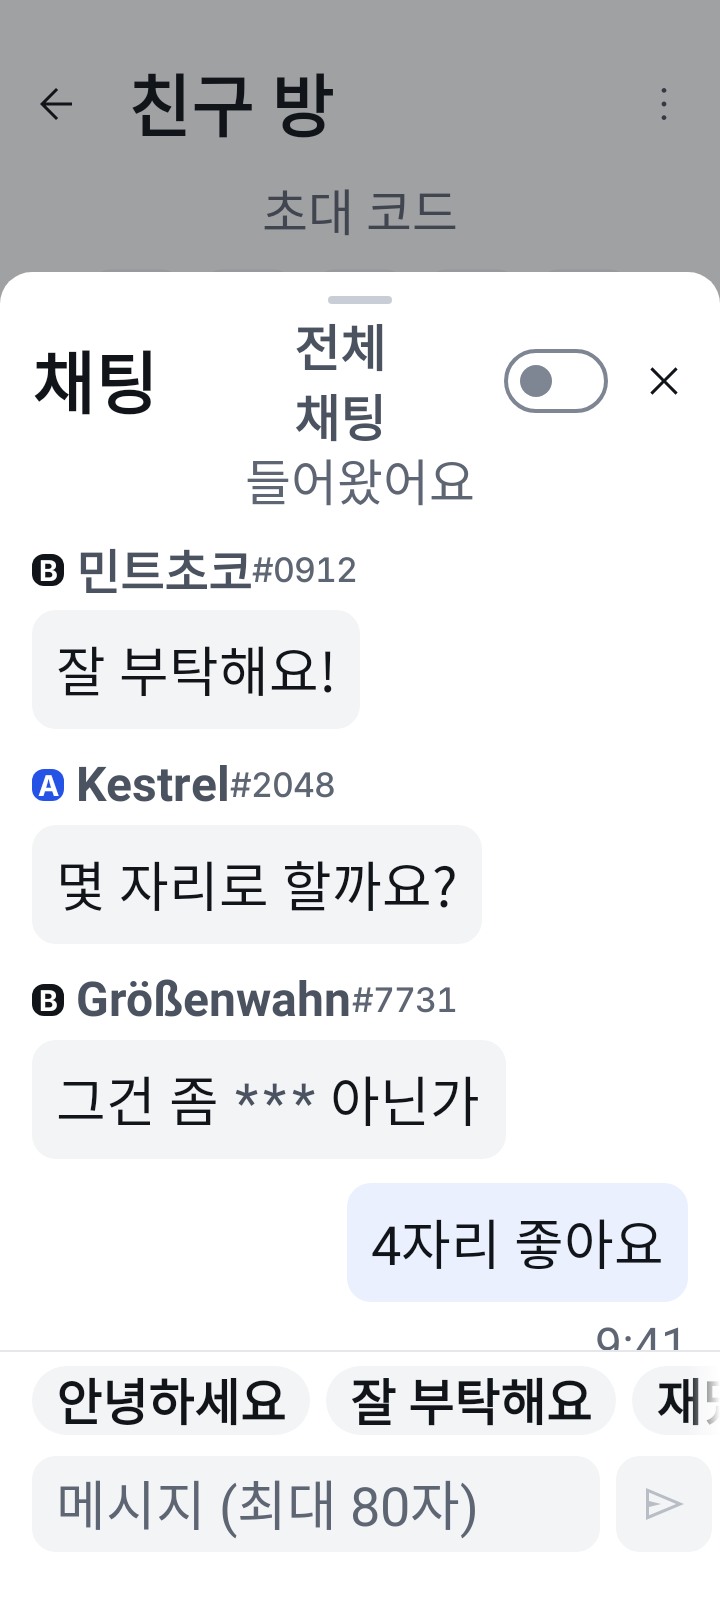 친구 방
초대 코드
채팅
전체
채팅
들어왔어요
B 민트초코#0912
잘 부탁해요!
A Kestrel#2048
몇 자리로 할까요?
B Größenwahn#7731
그건 좀 *** 아닌가
4자리 좋아요
9:41
안녕하세요 잘 부탁해요
메시지 (최대 80자)